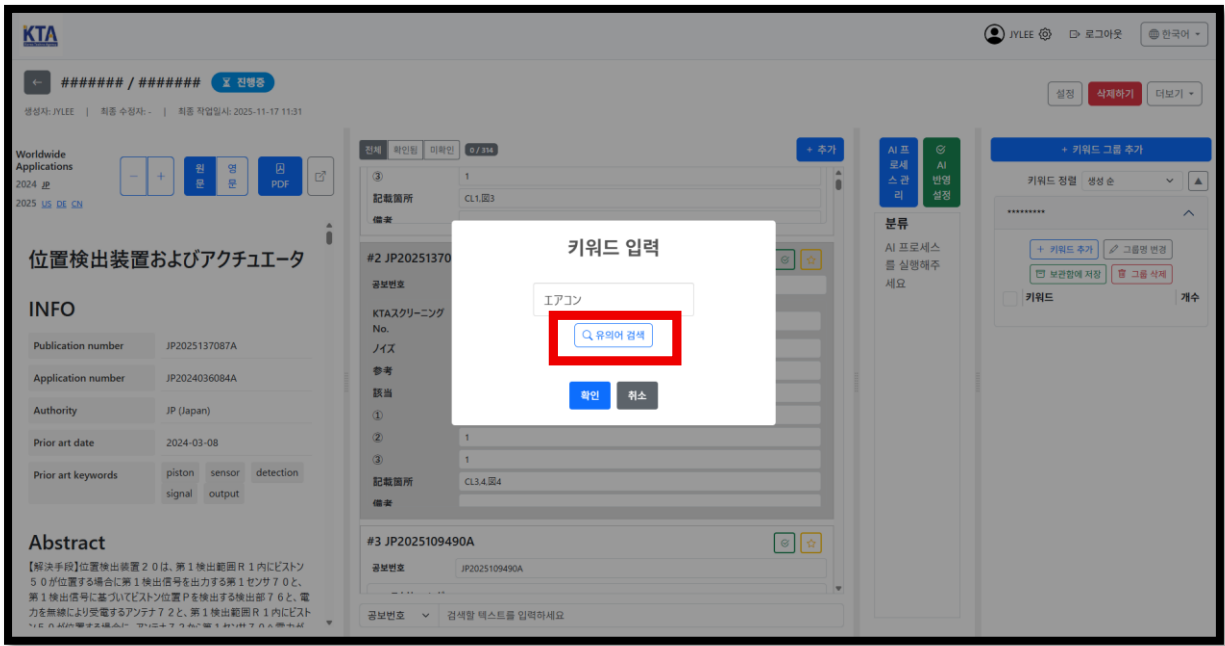 KTA
JYLEE
로그아웃
한국어
←
####### / #######
진행중
생성자: JYLEE | 최종 수정자: - | 최종 작업일시: 2025-11-17 11:31
설정
삭제하기
더보기
Worldwide
Applications
2024 JP
2025 US DE CN
−
+
원
문
영
문
PDF
位置検出装置およびアクチュエータ
INFO
Publication number JP2025137087A
Application number JP2024036084A
Authority JP (Japan)
Prior art date 2024-03-08
Prior art keywords piston sensor detection
signal output
Abstract
【解決手段】位置検出装置２０は、第１検出範囲Ｒ１内にピストン
５０が位置する場合に第１検出信号を出力する第１センサ７０と、
第１検出信号に基づいてピストン位置Ｐを検出する検出部７６と、電
力を無線により受電するアンテナ７２と、第１検出範囲Ｒ１内にピスト
전체 확인됨 미확인 0 / 314
+ 추가
③ 1
記載箇所 CL1,図3
備考
#2 JP20251370
공보번호
KTAスクリーニング
No.
ノイズ
参考
該当
①
② 1
③ 1
記載箇所 CL3,4,図4
備考
#3 JP2025109490A
공보번호 JP2025109490A
공보번호 검색할 텍스트를 입력하세요
키워드 입력
エアコン
유의어 검색
확인
취소
AI 프
로세
스 관
리
AI
반영
설정
분류
AI 프로세스
를 실행해주
세요
+ 키워드 그룹 추가
키워드 정렬 생성 순
*********
+ 키워드 추가
그룹명 변경
보관함에 저장
그룹 삭제
키워드 개수